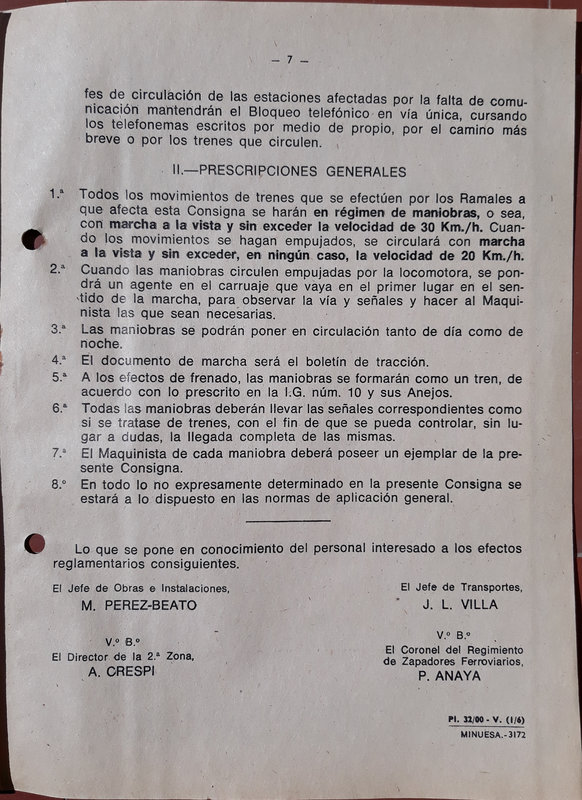 — 7 —
fes de circulación de las estaciones afectadas por la falta de comu-
nicación mantendrán el Bloqueo telefónico en vía única, cursando
los telefonemas escritos por medio de propio, por el camino más
breve o por los trenes que circulen.
II.—PRESCRIPCIONES GENERALES
1.ª Todos los movimientos de trenes que se efectúen por los Ramales a
que afecta esta Consigna se harán en régimen de maniobras, o sea,
con marcha a la vista y sin exceder la velocidad de 30 Km./h. Cuan-
do los movimientos se hagan empujados, se circulará con marcha
a la vista y sin exceder, en ningún caso, la velocidad de 20 Km./h.
2.ª Cuando las maniobras circulen empujadas por la locomotora, se pon-
drá un agente en el carruaje que vaya en el primer lugar en el sen-
tido de la marcha, para observar la vía y señales y hacer al Maqui-
nista las que sean necesarias.
3.ª Las maniobras se podrán poner en circulación tanto de día como de
noche.
4.ª El documento de marcha será el boletín de tracción.
5.ª A los efectos de frenado, las maniobras se formarán como un tren, de
acuerdo con lo prescrito en la I.G. núm. 10 y sus Anejos.
6.ª Todas las maniobras deberán llevar las señales correspondientes como
si se tratase de trenes, con el fin de que se pueda controlar, sin lu-
gar a dudas, la llegada completa de las mismas.
7.ª El Maquinista de cada maniobra deberá poseer un ejemplar de la pre-
sente Consigna.
8.º En todo lo no expresamente determinado en la presente Consigna se
estará a lo dispuesto en las normas de aplicación general.
Lo que se pone en conocimiento del personal interesado a los efectos
reglamentarios consiguientes.
El Jefe de Obras e Instalaciones,
M. PEREZ-BEATO
El Jefe de Transportes,
J. L. VILLA
V.º B.º
El Director de la 2.ª Zona,
A. CRESPI
V.º B.º
El Coronel del Regimiento
de Zapadores Ferroviarios,
P. ANAYA
Pl. 32/00 - V. (1/6)
MINUESA.-3172